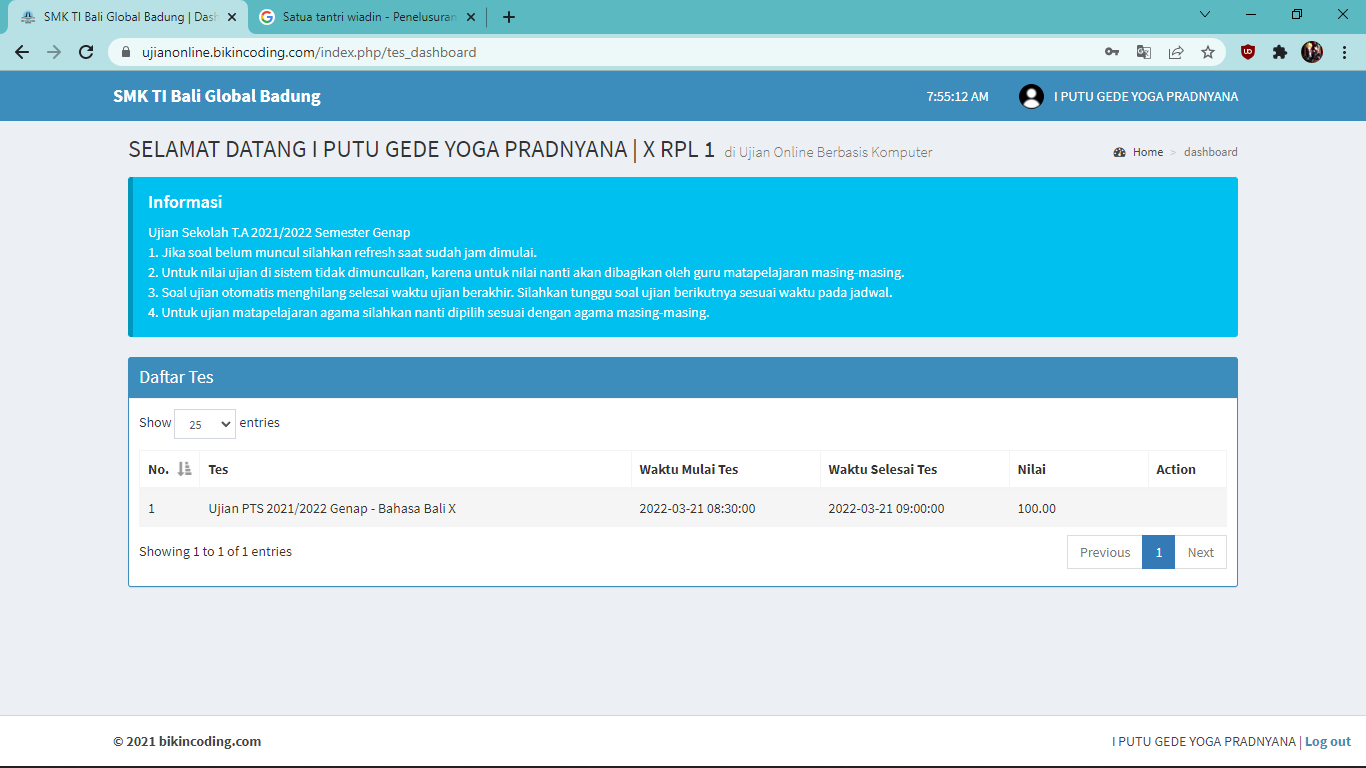 SMK TI Bali Global Badung | Dash
Satua tantri wiadin - Penelusuran
ujianonline.bikincoding.com/index.php/tes_dashboard
SMK TI Bali Global Badung
7:55:12 AM
I PUTU GEDE YOGA PRADNYANA
SELAMAT DATANG I PUTU GEDE YOGA PRADNYANA | X RPL 1 di Ujian Online Berbasis Komputer
Home > dashboard
Informasi
Ujian Sekolah T.A 2021/2022 Semester Genap
1. Jika soal belum muncul silahkan refresh saat sudah jam dimulai.
2. Untuk nilai ujian di sistem tidak dimunculkan, karena untuk nilai nanti akan dibagikan oleh guru matapelajaran masing-masing.
3. Soal ujian otomatis menghilang selesai waktu ujian berakhir. Silahkan tunggu soal ujian berikutnya sesuai waktu pada jadwal.
4. Untuk ujian matapelajaran agama silahkan nanti dipilih sesuai dengan agama masing-masing.
Daftar Tes
Show 25 entries
No. Tes Waktu Mulai Tes Waktu Selesai Tes Nilai Action
1 Ujian PTS 2021/2022 Genap - Bahasa Bali X 2022-03-21 08:30:00 2022-03-21 09:00:00 100.00
Showing 1 to 1 of 1 entries
Previous 1 Next
© 2021 bikincoding.com
I PUTU GEDE YOGA PRADNYANA | Log out